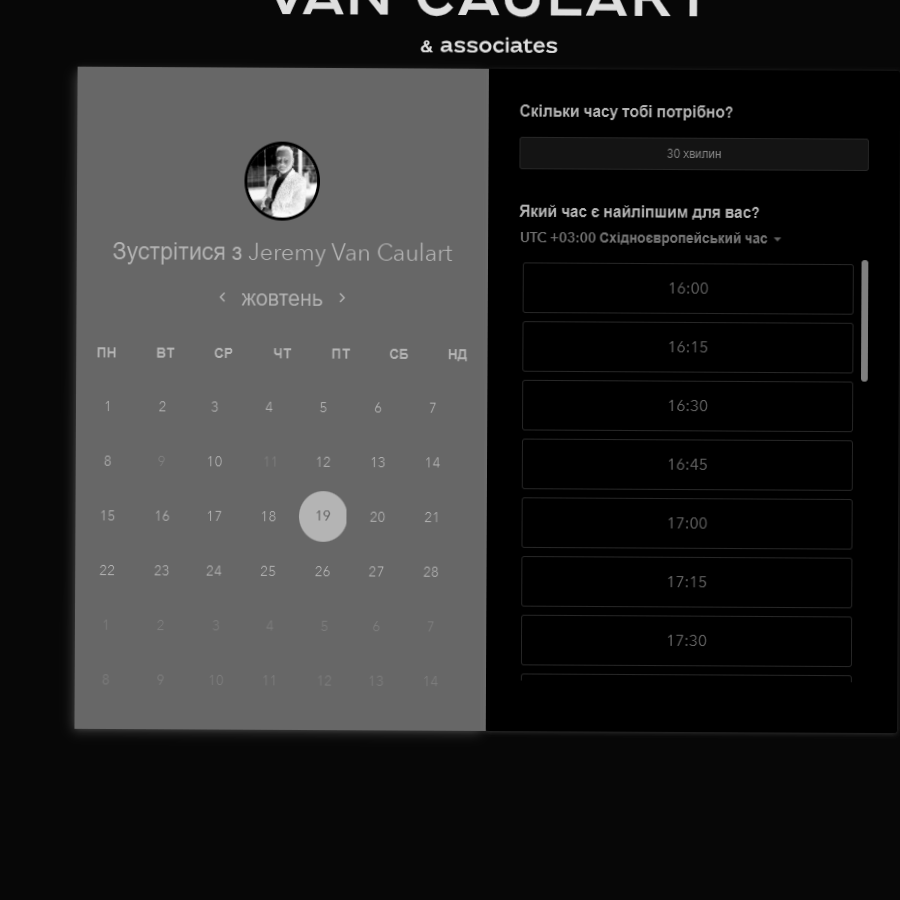 VAN CAULART
& associates
Зустрітися з Jeremy Van Caulart
жовтень
ПН ВТ СР ЧТ ПТ СБ НД
1 2 3 4 5 6 7
8 9 10 11 12 13 14
15 16 17 18 19 20 21
22 23 24 25 26 27 28
1 2 3 4 5 6 7
8 9 10 11 12 13 14
Скільки часу тобі потрібно?
30 хвилин
Який час є найліпшим для вас?
UTC +03:00 Східноєвропейський час
16:00
16:15
16:30
16:45
17:00
17:15
17:30